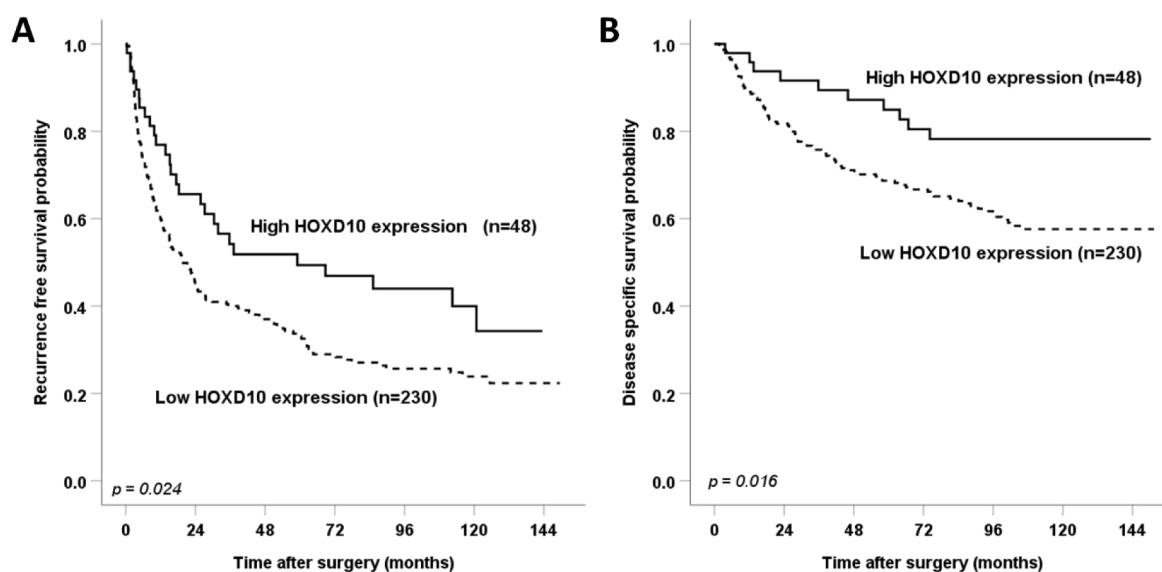 A
Recurrence free survival probability
1.0
0.8
0.6
0.4
0.2
0.0
High HOXD10 expression (n=48)
Low HOXD10 expression (n=230)
p = 0.024
0 24 48 72 96 120 144
Time after surgery (months)
B
Disease specific survival probability
1.0
0.8
0.6
0.4
0.2
0.0
High HOXD10 expression (n=48)
Low HOXD10 expression (n=230)
p = 0.016
0 24 48 72 96 120 144
Time after surgery (months)